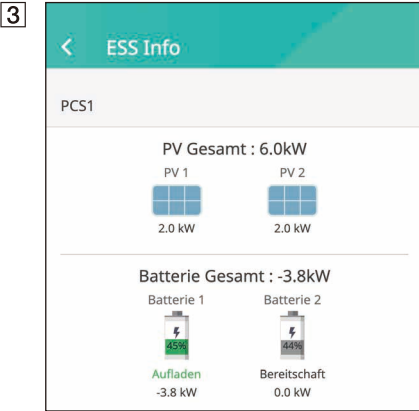 3
ESS Info
PCS1
PV Gesamt : 6.0kW
PV 1 PV 2
2.0 kW 2.0 kW
Batterie Gesamt : -3.8kW
Batterie 1 Batterie 2
45% 44%
Aufladen Bereitschaft
-3.8 kW 0.0 kW